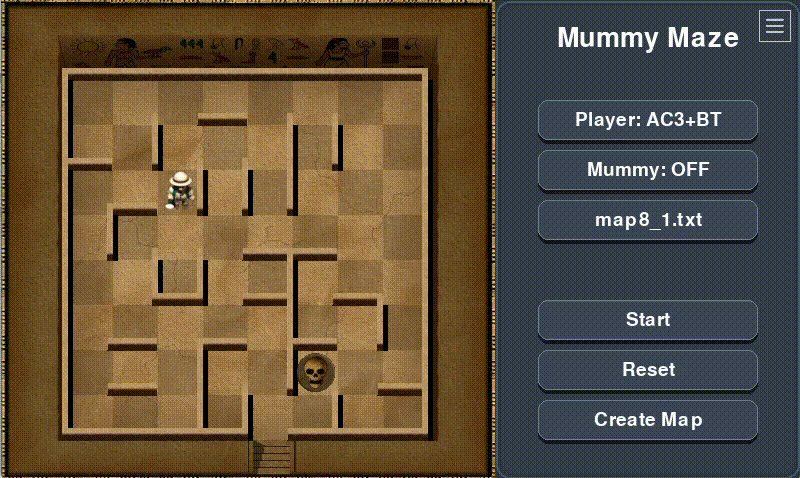 Mummy Maze
Player: AC3+BT
Mummy: OFF
map8_1.txt
Start
Reset
Create Map